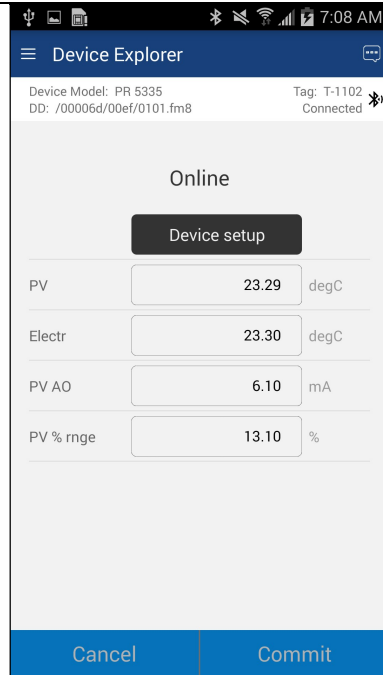 7:08 AM
Device Explorer
Device Model: PR 5335
Tag: T-1102
DD: /00006d/00ef/0101.fm8
Connected
Online
Device setup
PV 23.29 degC
Electr 23.30 degC
PV AO 6.10 mA
PV % rnge 13.10 %
Cancel Commit